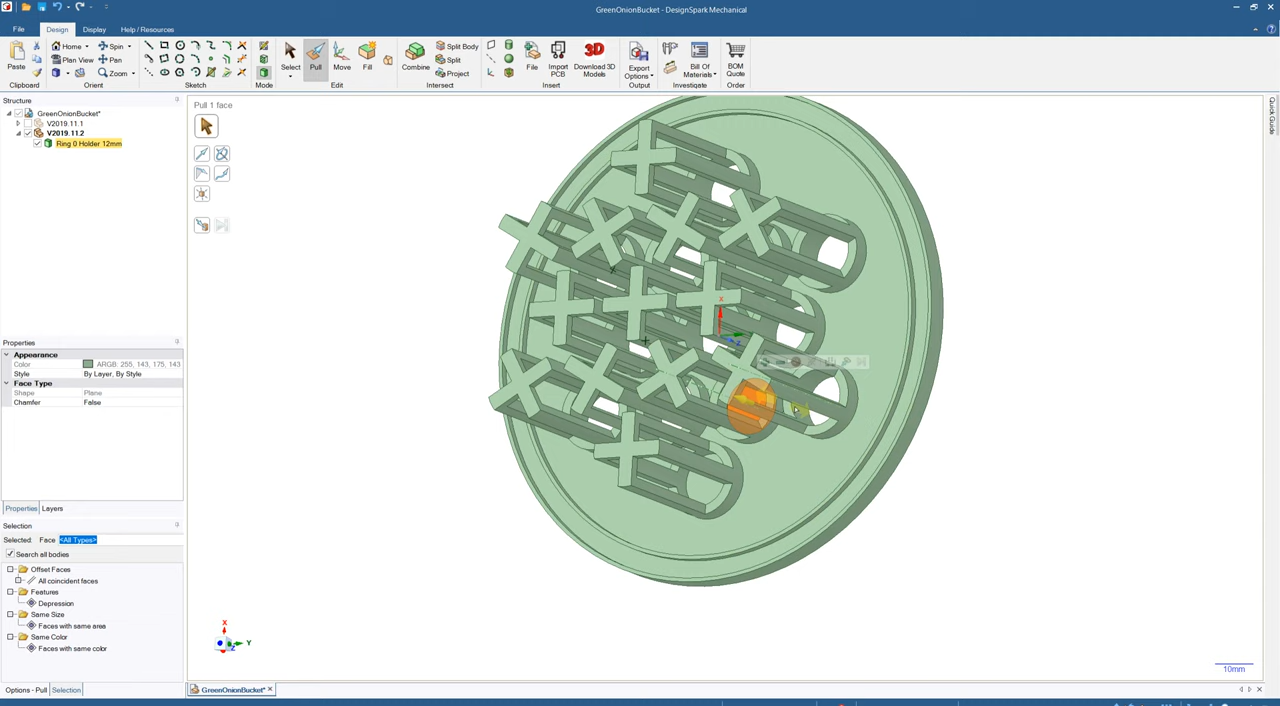 GreenOnionBucket* - DesignSpark Mechanical
File Design Display Help / Resources
Paste
Home
Plan View
Spin
Pan
Zoom
Select
Pull
Move
Fill
Combine
Split Body
Split
Project
File
Import PCB
Download 3D Models
Export Options
Bill Of Materials
BOM Quote
Clipboard Orient Sketch Mode Edit Intersect Insert Output Investigate Order
Structure
GreenOnionBucket*
V2019.11.1
V2019.11.2
Ring 0 Holder 12mm
Pull 1 face
Quick Guide
X
Z
Properties
Appearance
Color ARGB: 255, 143, 175, 143
Style By Layer, By Style
Face Type
Shape Plane
Chamfer False
Properties Layers
Selection
Selected: Face <All Types>
Search all bodies
Offset Faces
All coincident faces
Features
Depression
Same Size
Faces with same area
Same Color
Faces with same color
X
Y
Z
10mm
Options - Pull Selection
GreenOnionBucket*